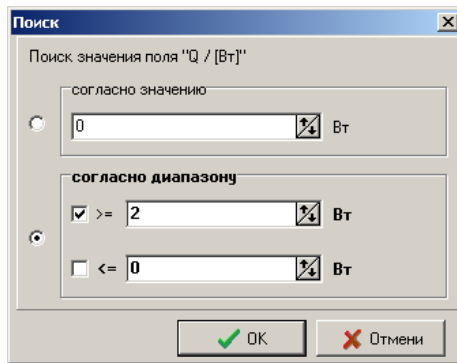 Поиск
Поиск значения поля "Q / [Вт]"
согласно значению
0 Вт
согласно диапазону
>= 2 Вт
<= 0 Вт
OK Отмени